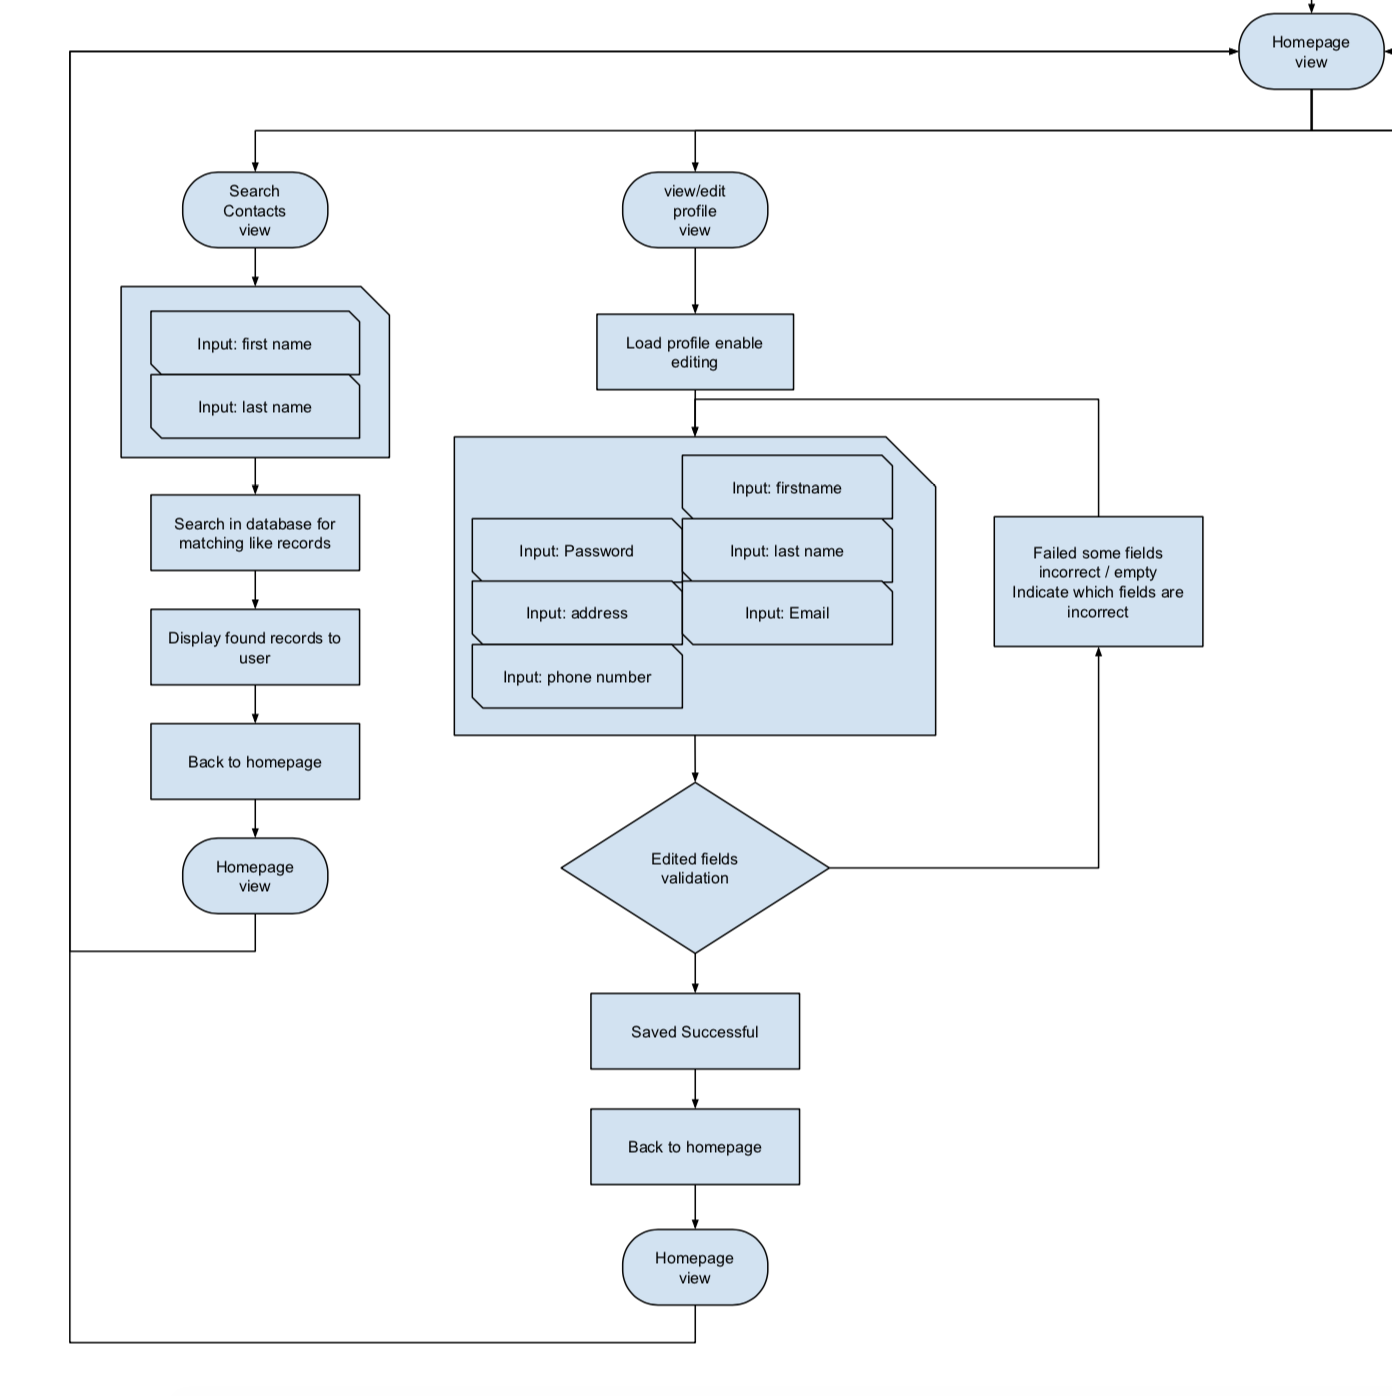 Homepage
view
Search
Contacts
view
view/edit
profile
view
Input: first name
Input: last name
Load profile enable
editing
Search in database for
matching like records
Display found records to
user
Back to homepage
Homepage
view
Input: firstname
Input: Password
Input: last name
Input: address
Input: Email
Input: phone number
Failed some fields
incorrect / empty
Indicate which fields are
incorrect
Edited fields
validation
Saved Successful
Back to homepage
Homepage
view